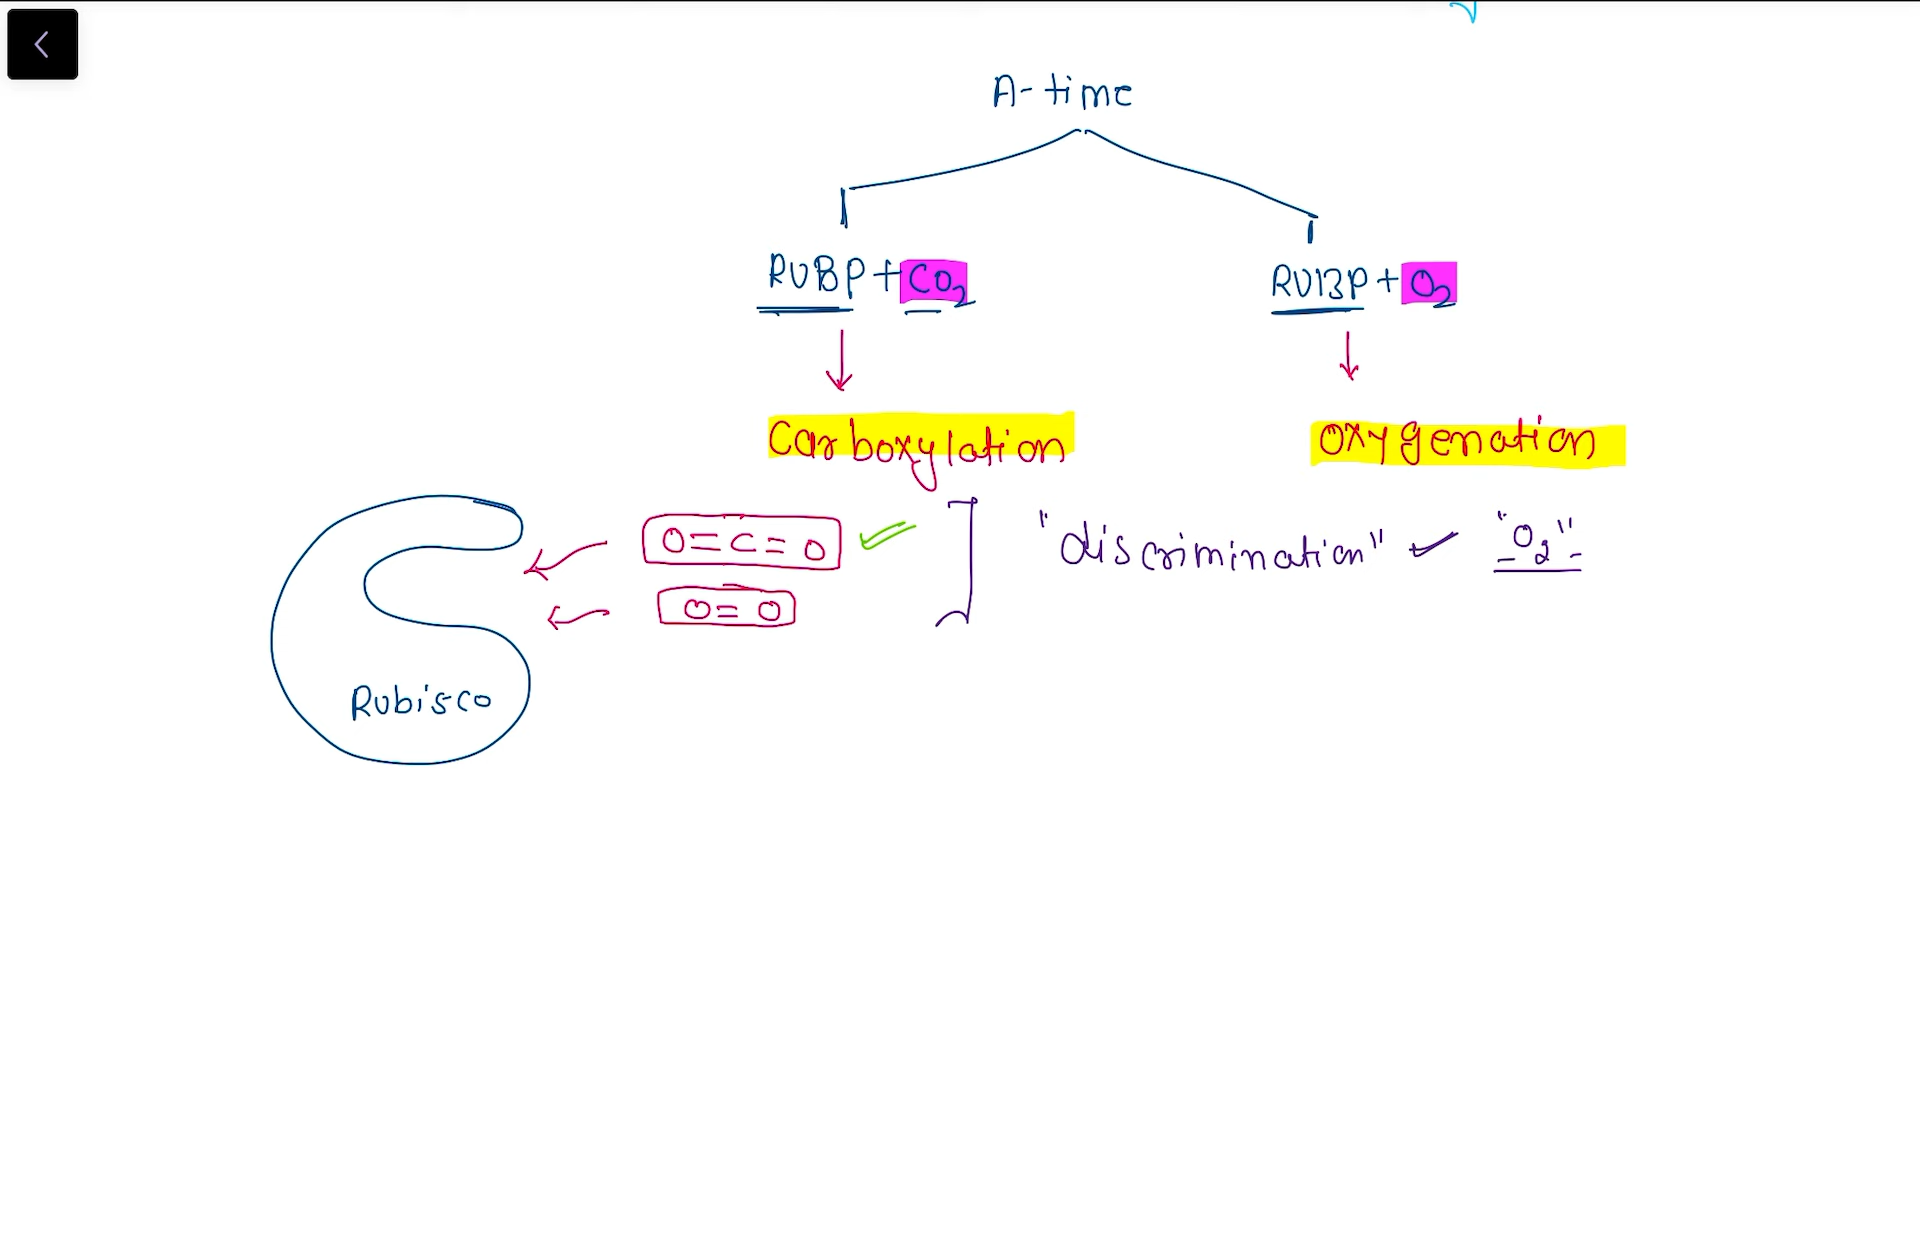 A-time
RUBP + CO₂
RUBP + O₂
Carboxylation
oxygenation
O=C=O
"discrimination" ✓ "O₂"
O=O
Rubisco